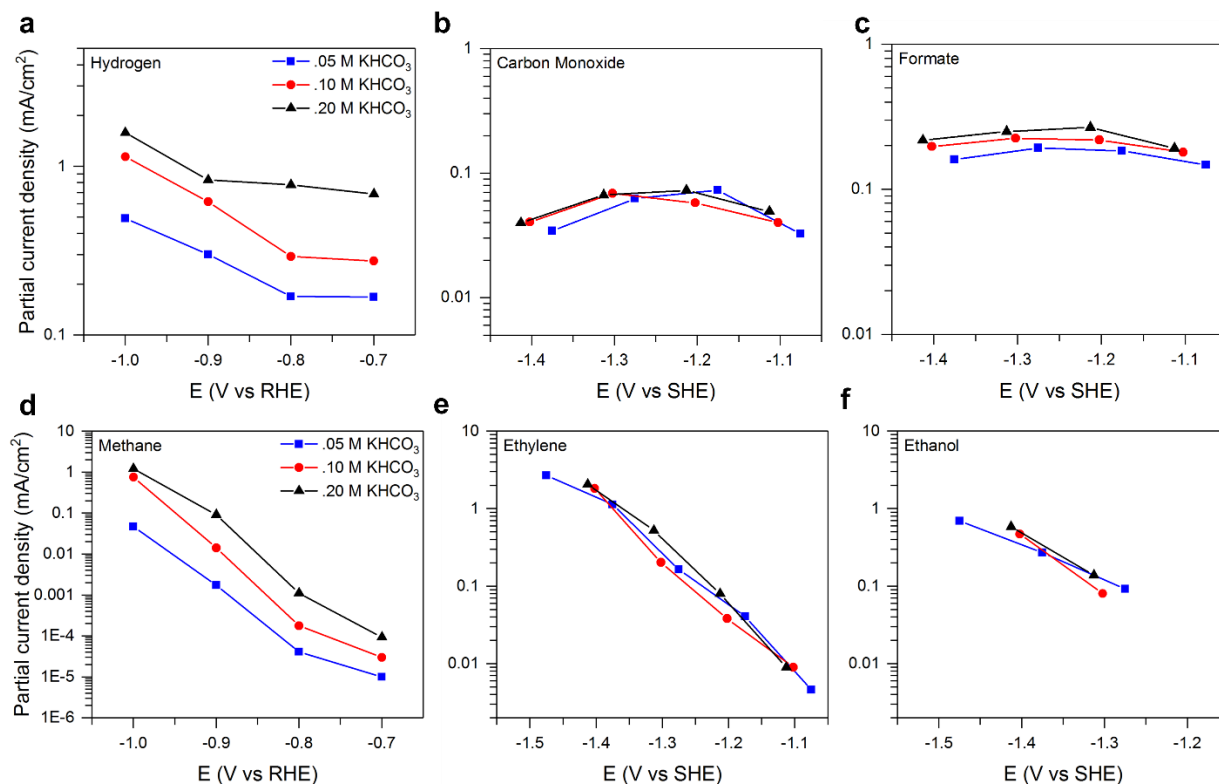 a
Hydrogen
.05 M KHCO3
.10 M KHCO3
.20 M KHCO3
1
0.1
Partial current density (mA/cm2)
-1.0 -0.9 -0.8 -0.7
E (V vs RHE)
b
Carbon Monoxide
1
0.1
0.01
-1.4 -1.3 -1.2 -1.1
E (V vs SHE)
c
Formate
1
0.1
0.01
-1.4 -1.3 -1.2 -1.1
E (V vs SHE)
d
Methane
.05 M KHCO3
.10 M KHCO3
.20 M KHCO3
10
1
0.1
0.01
0.001
1E-4
1E-5
1E-6
Partial current density (mA/cm2)
-1.0 -0.9 -0.8 -0.7
E (V vs RHE)
e
Ethylene
10
1
0.1
0.01
-1.5 -1.4 -1.3 -1.2 -1.1
E (V vs SHE)
f
Ethanol
10
1
0.1
0.01
-1.5 -1.4 -1.3 -1.2
E (V vs SHE)